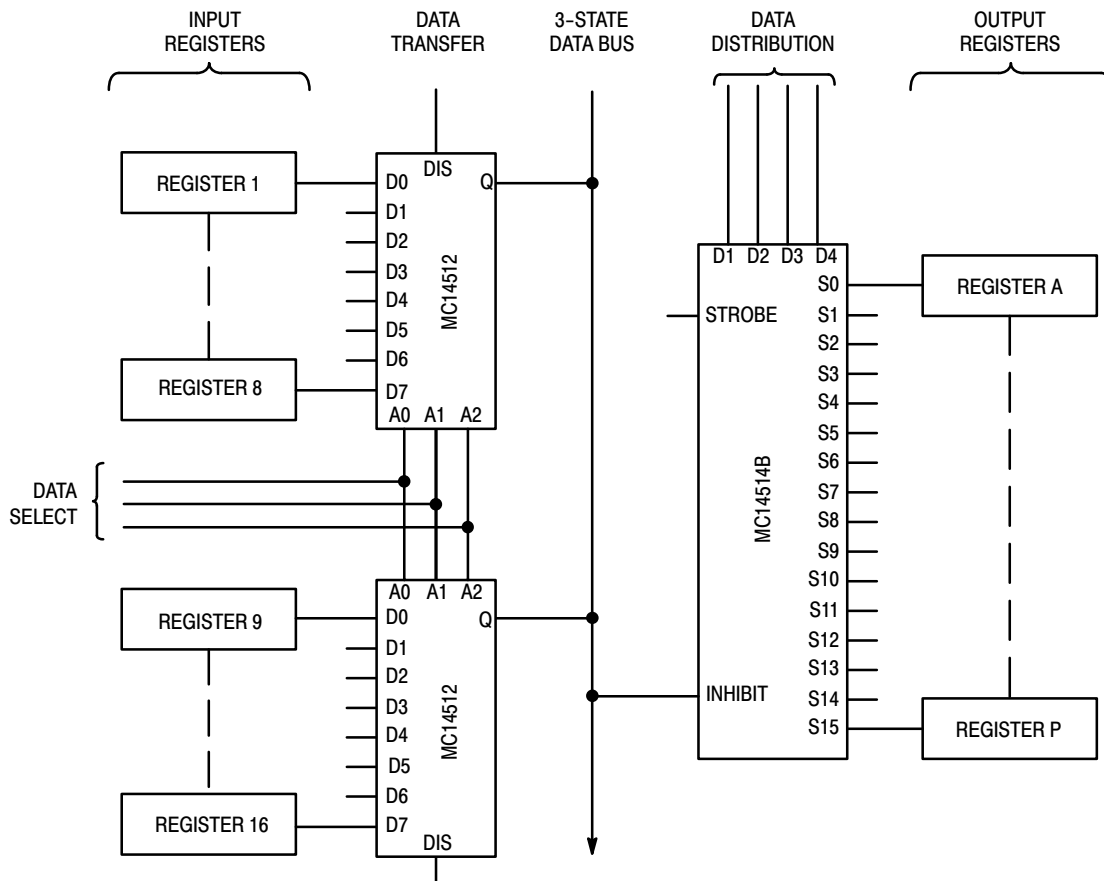 INPUT
REGISTERS
DATA
TRANSFER
3-STATE
DATA BUS
DATA
DISTRIBUTION
OUTPUT
REGISTERS
REGISTER 1
REGISTER 8
DIS
D0
D1
D2
D3
D4
D5
D6
D7
Q
MC14512
A0 A1 A2
DATA
SELECT
REGISTER 9
REGISTER 16
A0 A1 A2
D0
D1
D2
D3
D4
D5
D6
D7
Q
MC14512
DIS
D1 D2 D3 D4
STROBE
INHIBIT
MC14514B
S0
S1
S2
S3
S4
S5
S6
S7
S8
S9
S10
S11
S12
S13
S14
S15
REGISTER A
REGISTER P